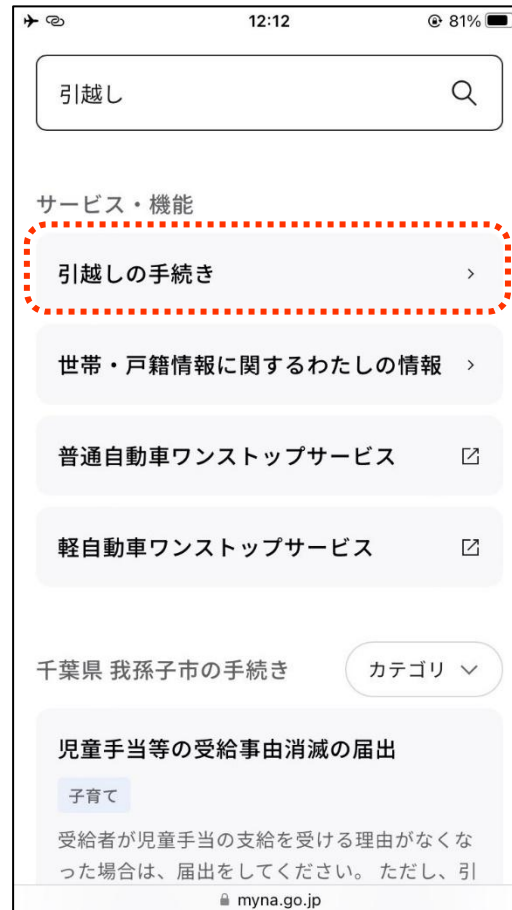 12:12
81%
引越し
サービス・機能
引越しの手続き
世帯・戸籍情報に関するわたしの情報
普通自動車ワンストップサービス
軽自動車ワンストップサービス
千葉県 我孫子市の手続き
カテゴリ
児童手当等の受給事由消滅の届出
子育て
受給者が児童手当の支給を受ける理由がなくな
った場合は、届出をしてください。 ただし、引
myna.go.jp